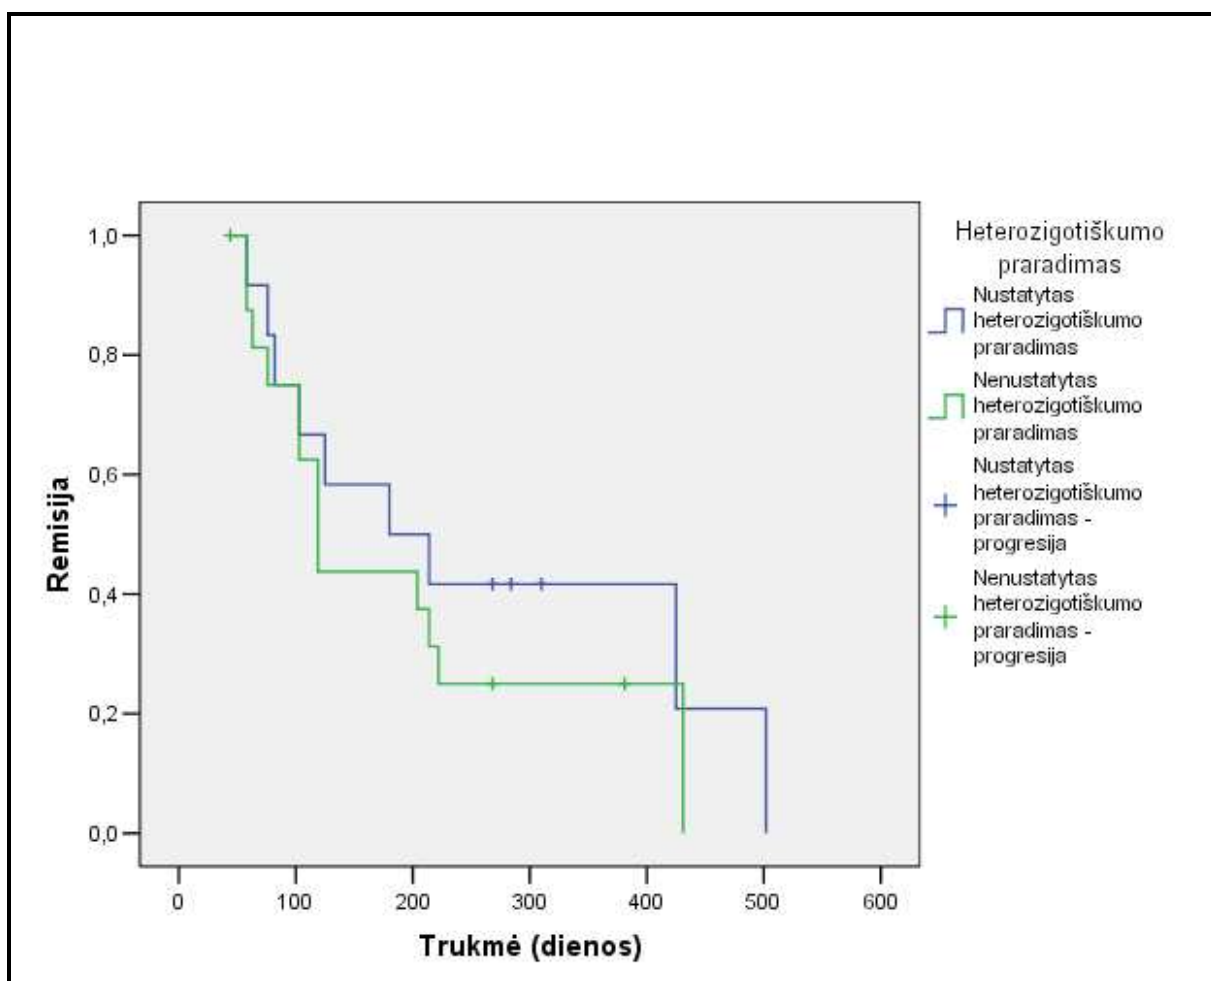 Heterozigotiškumo
praradimas
Nustatytas
heterozigotiškumo
praradimas
Nenustatytas
heterozigotiškumo
praradimas
Nustatytas
heterozigotiškumo
praradimas -
progresija
Nenustatytas
heterozigotiškumo
praradimas -
progresija
Remisija
1,0
0,8
0,6
0,4
0,2
0,0
0 100 200 300 400 500 600
Trukmė (dienos)